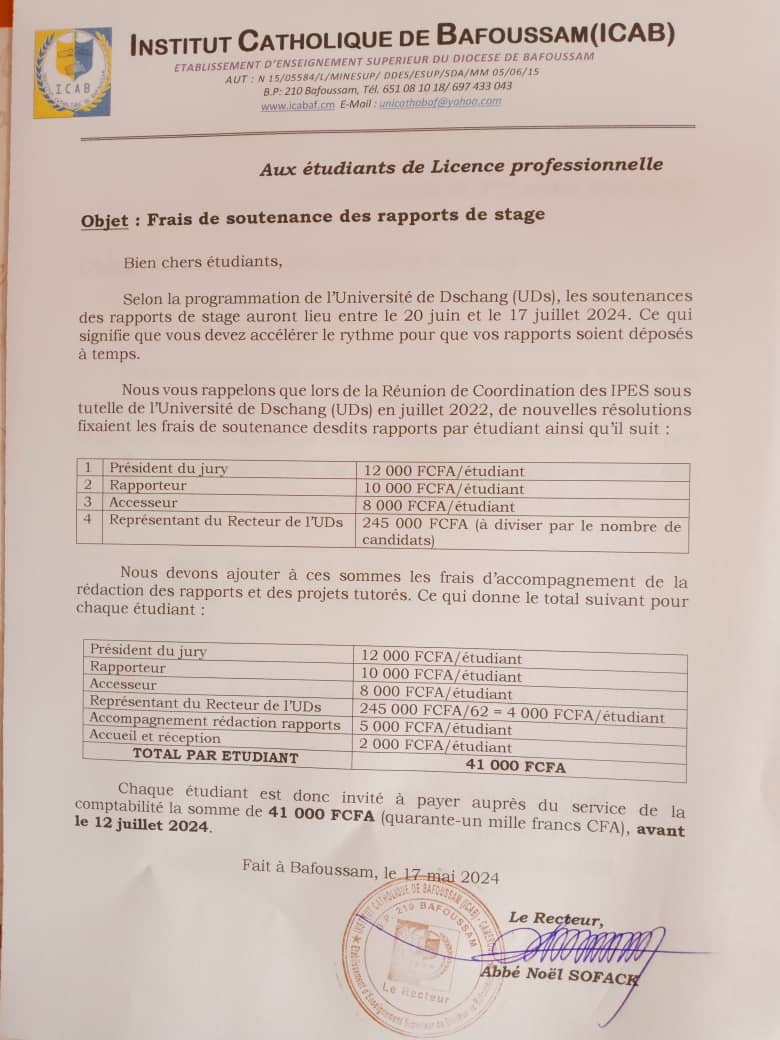 INSTITUT CATHOLIQUE DE BAFOUSSAM(ICAB)
ETABLISSEMENT D'ENSEIGNEMENT SUPERIEUR DU DIOCESE DE BAFOUSSAM
AUT : N 15/05584/L/MINESUP/ DDES/ESUP/SDA/MM 05/06/15
B.P: 210 Bafoussam, Tél. 651 08 10 18/ 697 433 043
www.icabaf.cm E-Mail : unicathobaf@yahoo.com
ICAB
Aux étudiants de Licence professionnelle
Objet : Frais de soutenance des rapports de stage
Bien chers étudiants,
Selon la programmation de l'Université de Dschang (UDs), les soutenances
des rapports de stage auront lieu entre le 20 juin et le 17 juillet 2024. Ce qui
signifie que vous devez accélérer le rythme pour que vos rapports soient déposés
à temps.
Nous vous rappelons que lors de la Réunion de Coordination des IPES sous
tutelle de l'Université de Dschang (UDs) en juillet 2022, de nouvelles résolutions
fixaient les frais de soutenance desdits rapports par étudiant ainsi qu'il suit :
1 Président du jury 12 000 FCFA/étudiant
2 Rapporteur 10 000 FCFA/étudiant
3 Accesseur 8 000 FCFA/étudiant
4 Représentant du Recteur de l'UDs 245 000 FCFA (à diviser par le nombre de
candidats)
Nous devons ajouter à ces sommes les frais d'accompagnement de la
rédaction des rapports et des projets tutorés. Ce qui donne le total suivant pour
chaque étudiant :
Président du jury 12 000 FCFA/étudiant
Rapporteur 10 000 FCFA/étudiant
Accesseur 8 000 FCFA/étudiant
Représentant du Recteur de l'UDs 245 000 FCFA/62 = 4 000 FCFA/étudiant
Accompagnement rédaction rapports 5 000 FCFA/étudiant
Accueil et réception 2 000 FCFA/étudiant
TOTAL PAR ETUDIANT 41 000 FCFA
Chaque étudiant est donc invité à payer auprès du service de la
comptabilité la somme de 41 000 FCFA (quarante-un mille francs CFA), avant
le 12 juillet 2024.
Fait à Bafoussam, le 17 mai 2024
Le Recteur,
Abbé Noël SOFACK
INSTITUT CATHOLIQUE DE BAFOUSSAM (ICAB)
B.P. 210 BAFOUSSAM
Le Recteur
Etablissement d'Enseignement Supérieur du Diocèse de